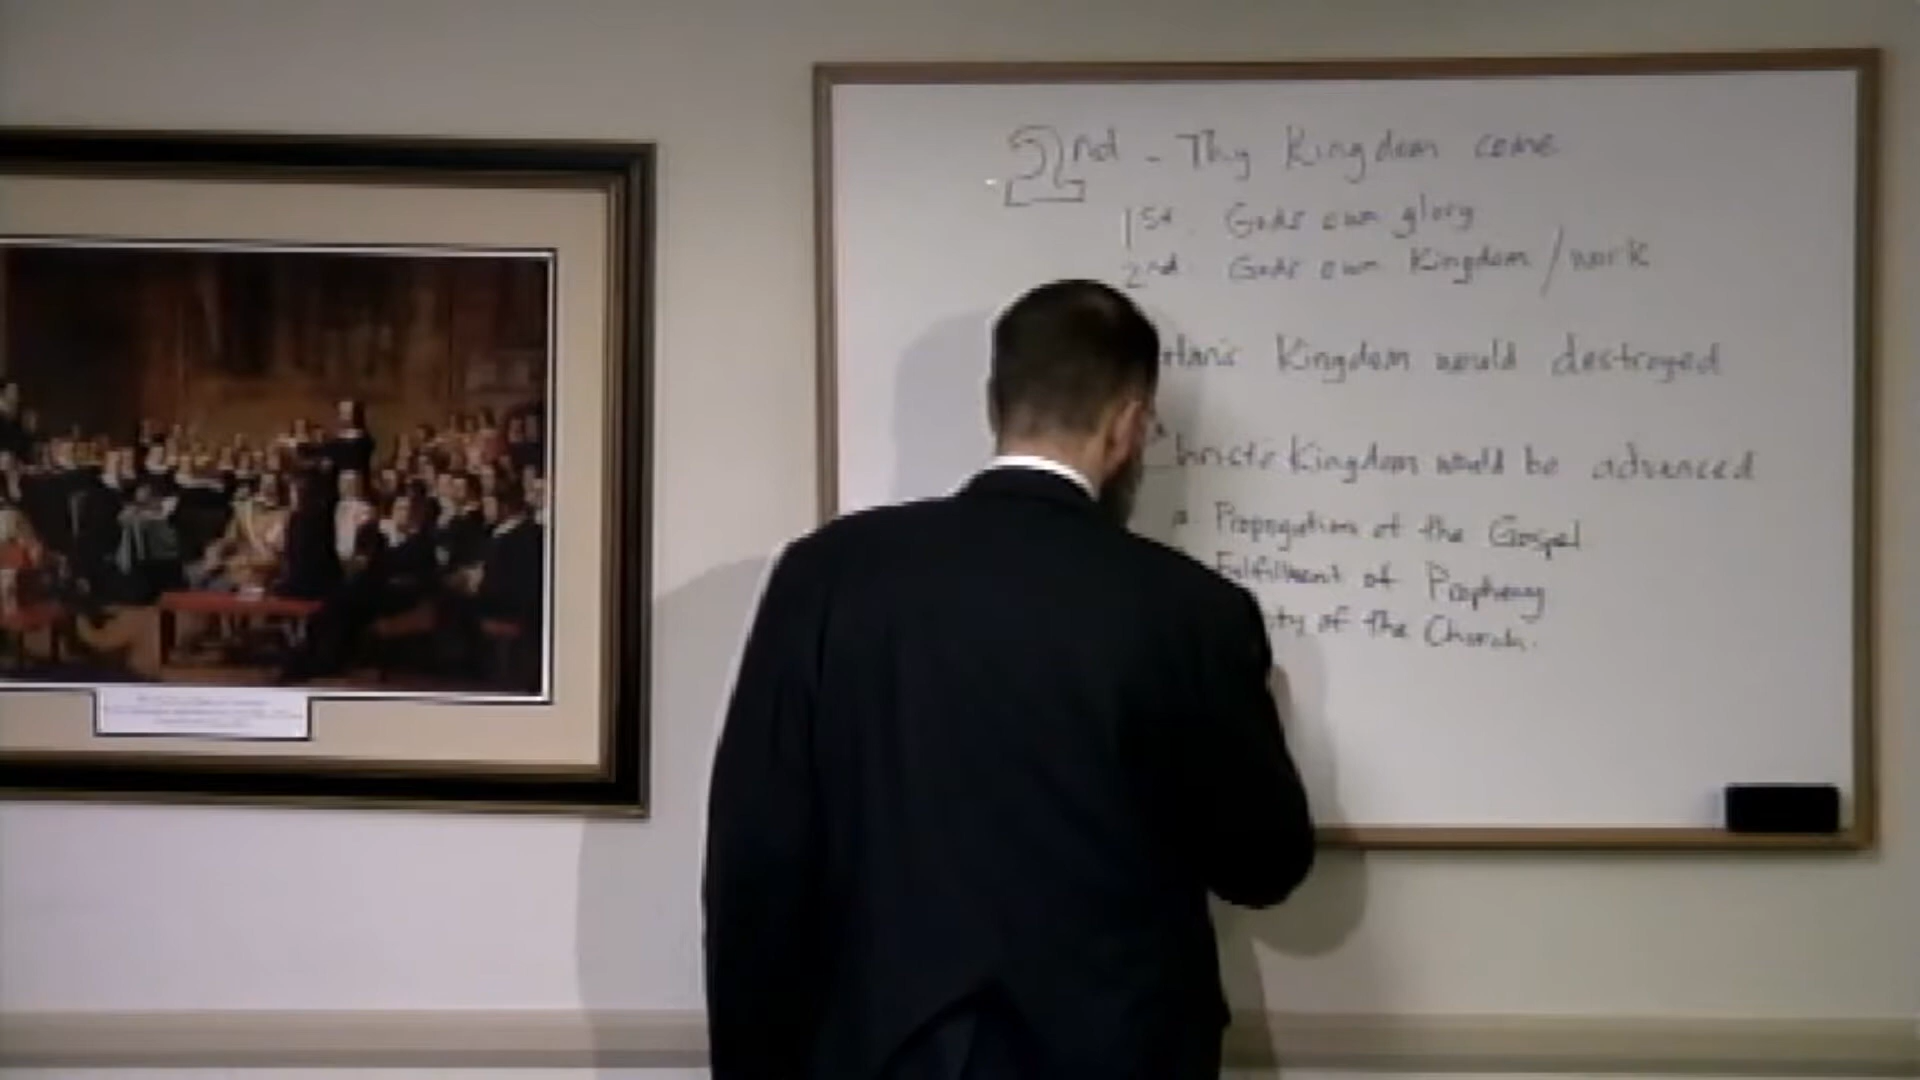 2nd - Thy Kingdom come
1st. Gods own glory
2nd. Gods own Kingdom / work
Kingdom would destroyed
Kingdom would be advanced
a. Propogation of the Gospel
Fulfillment of Prophecy
of the Church.